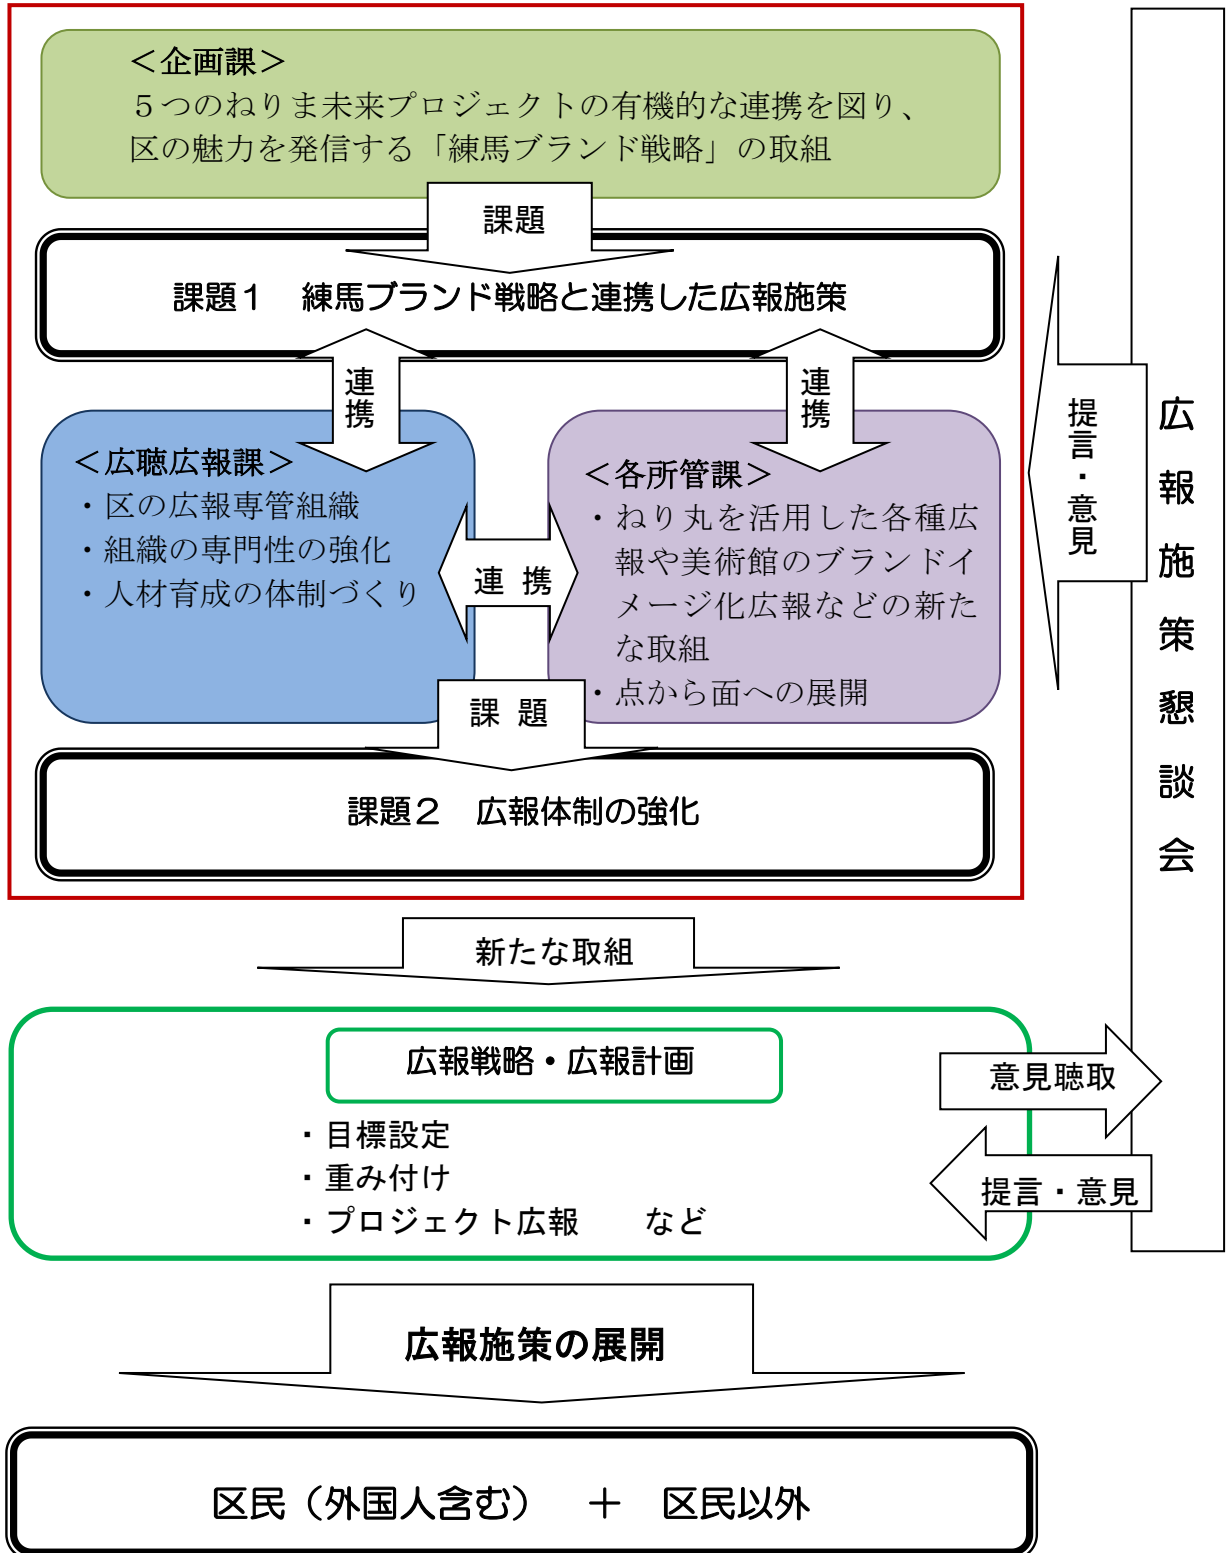 ＜企画課＞
５つのねりま未来プロジェクトの有機的な連携を図り、
区の魅力を発信する「練馬ブランド戦略」の取組
課題
課題１　練馬ブランド戦略と連携した広報施策
連携
連携
＜広聴広報課＞
・区の広報専管組織
・組織の専門性の強化
・人材育成の体制づくり
連 携
＜各所管課＞
・ねり丸を活用した各種広
報や美術館のブランドイ
メージ化広報などの新た
な取組
・点から面への展開
課 題
課題２　広報体制の強化
提言・意見
広報施策懇談会
新たな取組
広報戦略・広報計画
・目標設定
・重み付け
・プロジェクト広報　　など
意見聴取
提言・意見
広報施策の展開
区民（外国人含む）　＋　区民以外